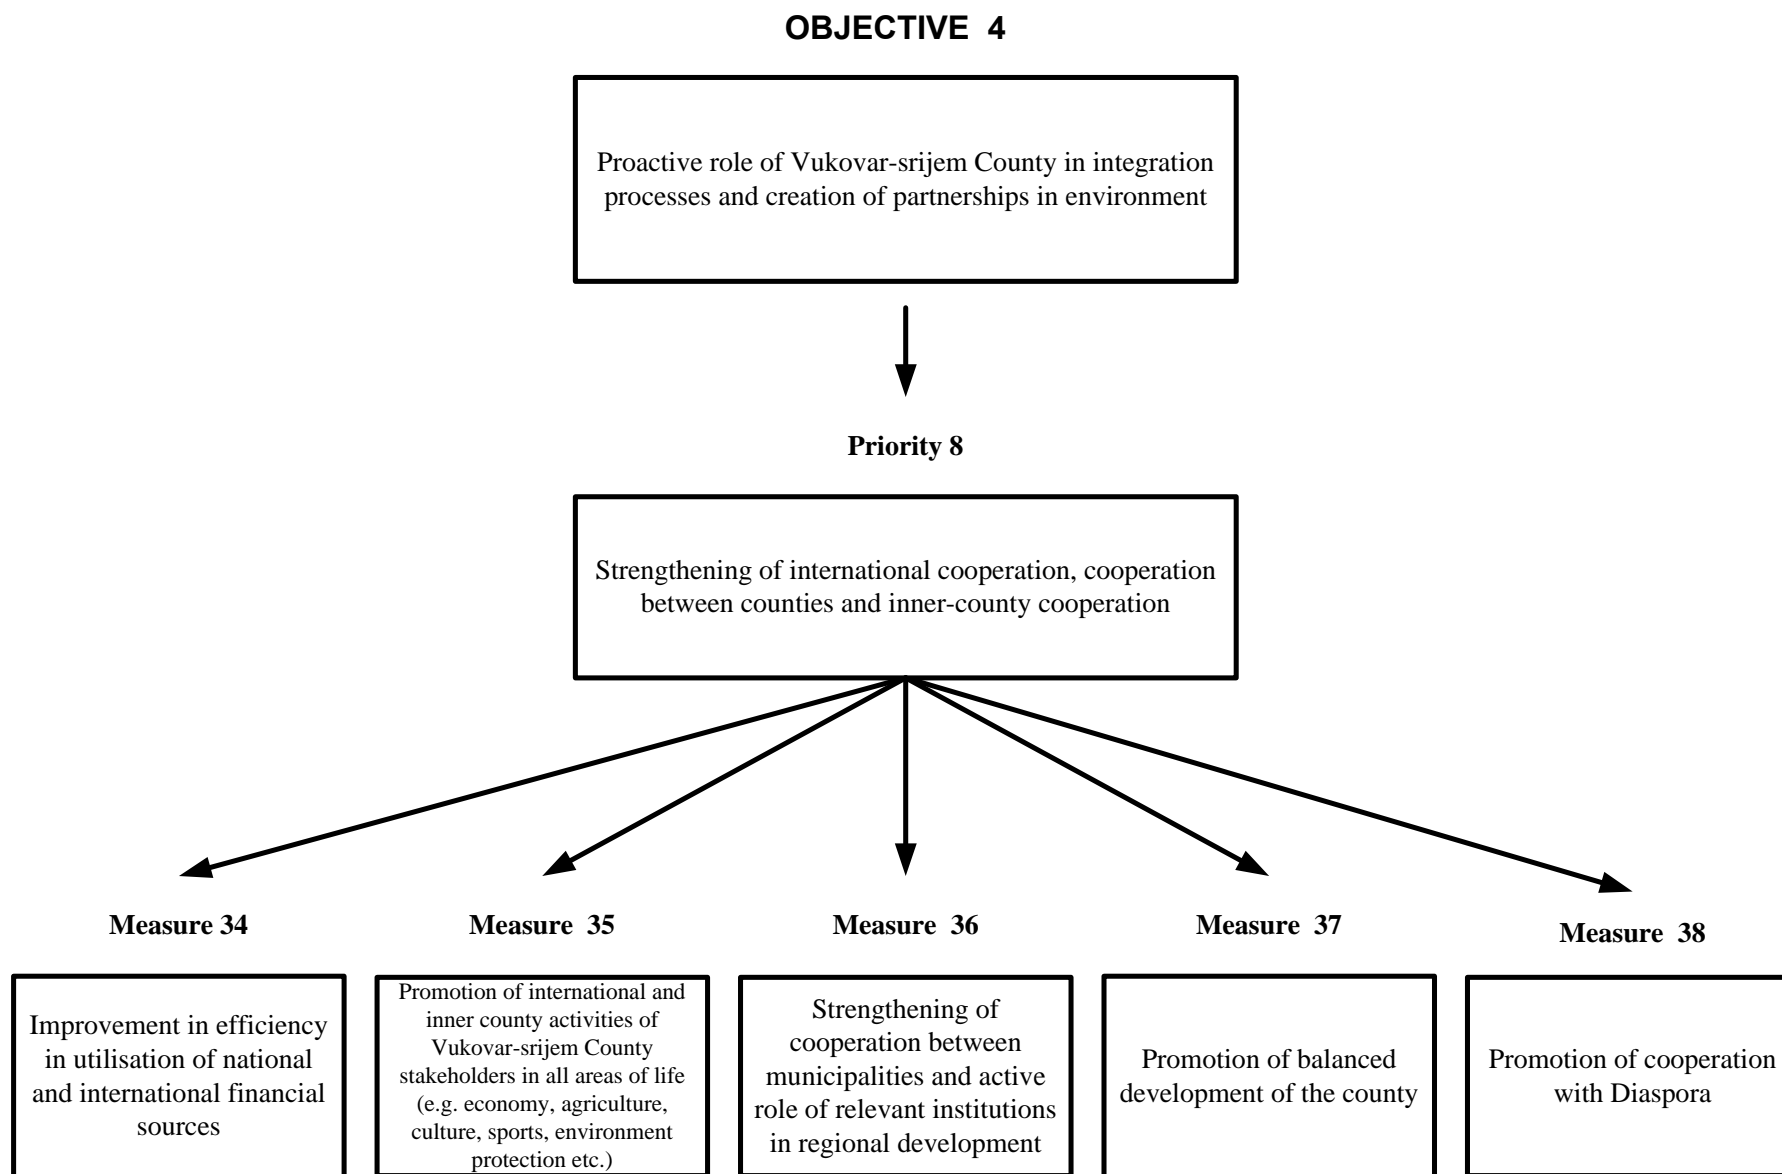 OBJECTIVE 4
Proactive role of Vukovar-srijem County in integration
processes and creation of partnerships in environment
Priority 8
Strengthening of international cooperation, cooperation
between counties and inner-county cooperation
Measure 34
Improvement in efficiency
in utilisation of national
and international financial
sources
Measure 35
Promotion of international and
inner county activities of
Vukovar-srijem County
stakeholders in all areas of life
(e.g. economy, agriculture,
culture, sports, environment
protection etc.)
Measure 36
Strengthening of
cooperation between
municipalities and active
role of relevant institutions
in regional development
Measure 37
Promotion of balanced
development of the county
Measure 38
Promotion of cooperation
with Diaspora